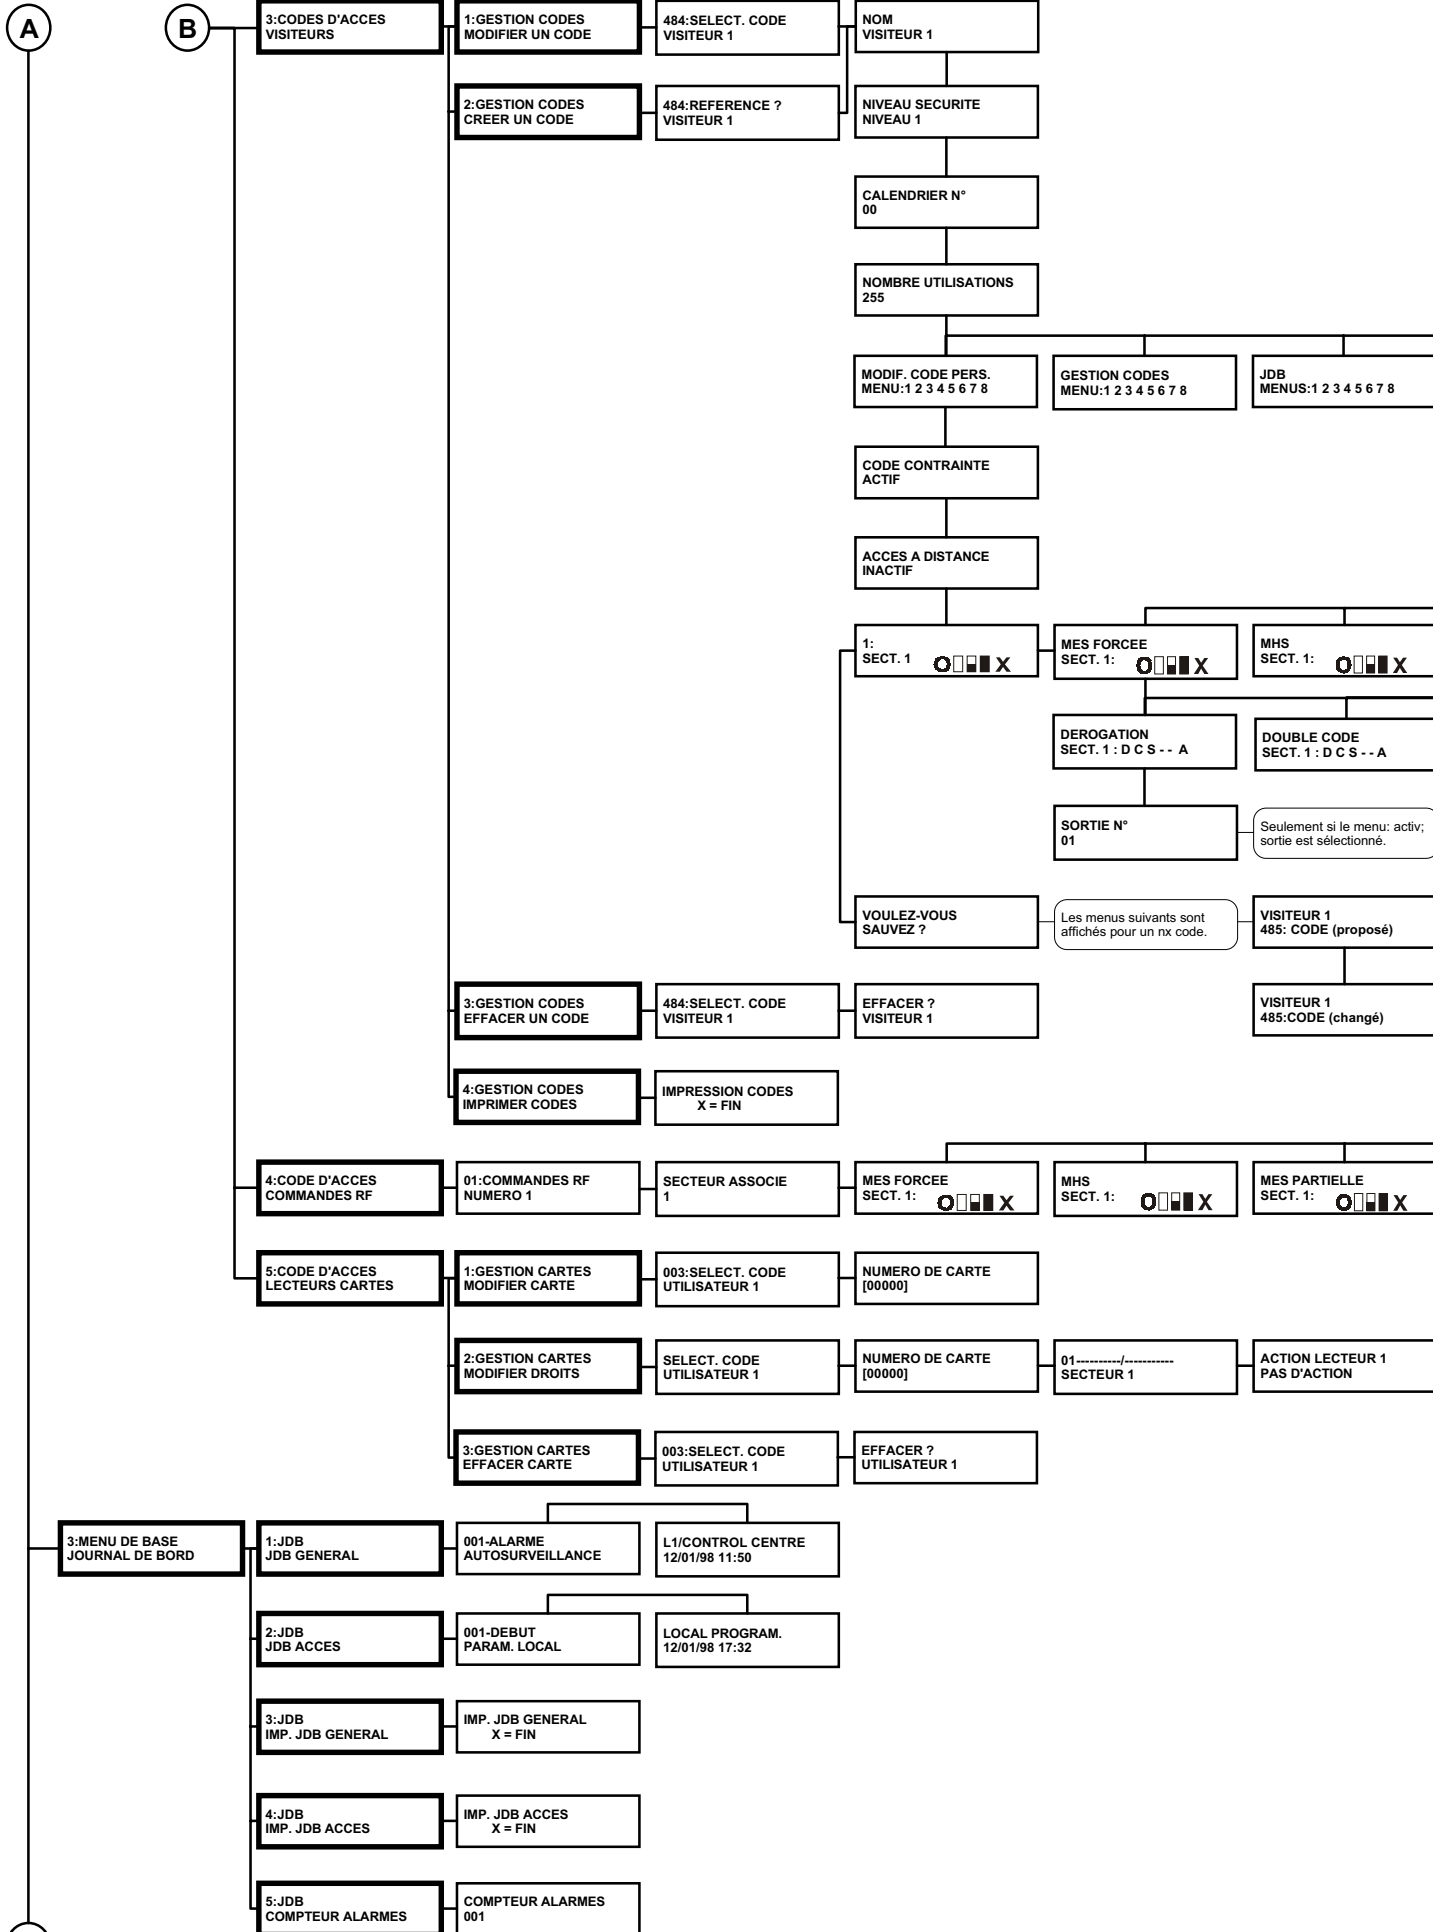 A
B
3:CODES D'ACCES
VISITEURS
1:GESTION CODES
MODIFIER UN CODE
484:SELECT. CODE
VISITEUR 1
NOM
VISITEUR 1
2:GESTION CODES
CREER UN CODE
484:REFERENCE ?
VISITEUR 1
NIVEAU SECURITE
NIVEAU 1
CALENDRIER N°
00
NOMBRE UTILISATIONS
255
MODIF. CODE PERS.
MENU:1 2 3 4 5 6 7 8
GESTION CODES
MENU:1 2 3 4 5 6 7 8
JDB
MENUS:1 2 3 4 5 6 7 8
CODE CONTRAINTE
ACTIF
ACCES A DISTANCE
INACTIF
1:
SECT. 1 O X
MES FORCEE
SECT. 1: O X
MHS
SECT. 1: O X
DEROGATION
SECT. 1 : D C S - - A
DOUBLE CODE
SECT. 1 : D C S - - A
SORTIE N°
01
Seulement si le menu: activ;
sortie est sélectionné.
VOULEZ-VOUS
SAUVEZ ?
Les menus suivants sont
affichés pour un nx code.
VISITEUR 1
485: CODE (proposé)
VISITEUR 1
485:CODE (changé)
3:GESTION CODES
EFFACER UN CODE
484:SELECT. CODE
VISITEUR 1
EFFACER ?
VISITEUR 1
4:GESTION CODES
IMPRIMER CODES
IMPRESSION CODES
X = FIN
4:CODE D'ACCES
COMMANDES RF
01:COMMANDES RF
NUMERO 1
SECTEUR ASSOCIE
1
MES FORCEE
SECT. 1: O X
MHS
SECT. 1: O X
MES PARTIELLE
SECT. 1: O X
5:CODE D'ACCES
LECTEURS CARTES
1:GESTION CARTES
MODIFIER CARTE
003:SELECT. CODE
UTILISATEUR 1
NUMERO DE CARTE
[00000]
2:GESTION CARTES
MODIFIER DROITS
SELECT. CODE
UTILISATEUR 1
NUMERO DE CARTE
[00000]
01----------/-----------
SECTEUR 1
ACTION LECTEUR 1
PAS D'ACTION
3:GESTION CARTES
EFFACER CARTE
003:SELECT. CODE
UTILISATEUR 1
EFFACER ?
UTILISATEUR 1
3:MENU DE BASE
JOURNAL DE BORD
1:JDB
JDB GENERAL
001-ALARME
AUTOSURVEILLANCE
L1/CONTROL CENTRE
12/01/98 11:50
2:JDB
JDB ACCES
001-DEBUT
PARAM. LOCAL
LOCAL PROGRAM.
12/01/98 17:32
3:JDB
IMP. JDB GENERAL
IMP. JDB GENERAL
X = FIN
4:JDB
IMP. JDB ACCES
IMP. JDB ACCES
X = FIN
5:JDB
COMPTEUR ALARMES
COMPTEUR ALARMES
001